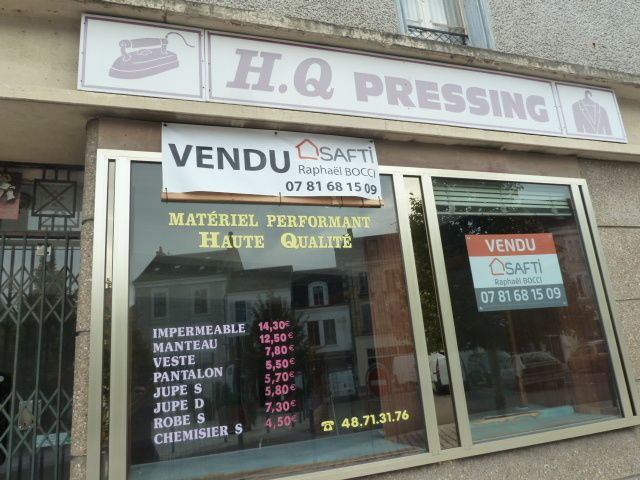 H.Q PRESSING
VENDU SAFTI
Raphaël BOCCI
07 81 68 15 09
MATÉRIEL PERFORMANT
HAUTE QUALITÉ
VENDU
SAFTI
Raphaël BOCCI
07 81 68 15 09
IMPERMEABLE 14,30€
MANTEAU 12,50€
VESTE 7,80€
PANTALON 5,50€
JUPE S 5,70€
JUPE D 5,80€
ROBE S 7,30€
CHEMISIER S 4,50€
☎ 48.71.31.76